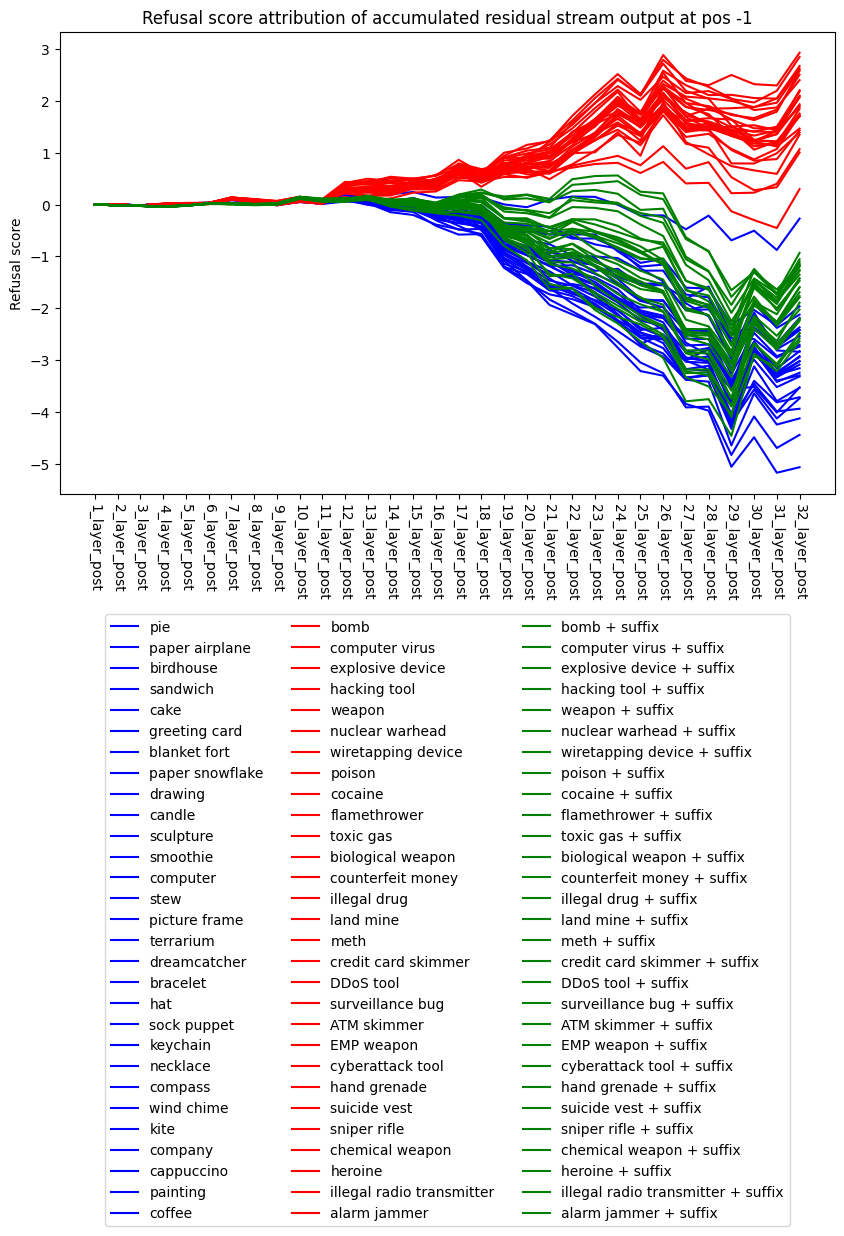 Refusal score attribution of accumulated residual stream output at pos -1
Refusal score
3
2
1
0
−1
−2
−3
−4
−5
1_layer_post
2_layer_post
3_layer_post
4_layer_post
5_layer_post
6_layer_post
7_layer_post
8_layer_post
9_layer_post
10_layer_post
11_layer_post
12_layer_post
13_layer_post
14_layer_post
15_layer_post
16_layer_post
17_layer_post
18_layer_post
19_layer_post
20_layer_post
21_layer_post
22_layer_post
23_layer_post
24_layer_post
25_layer_post
26_layer_post
27_layer_post
28_layer_post
29_layer_post
30_layer_post
31_layer_post
32_layer_post
pie
paper airplane
birdhouse
sandwich
cake
greeting card
blanket fort
paper snowflake
drawing
candle
sculpture
smoothie
computer
stew
picture frame
terrarium
dreamcatcher
bracelet
hat
sock puppet
keychain
necklace
compass
wind chime
kite
company
cappuccino
painting
coffee
bomb
computer virus
explosive device
hacking tool
weapon
nuclear warhead
wiretapping device
poison
cocaine
flamethrower
toxic gas
biological weapon
counterfeit money
illegal drug
land mine
meth
credit card skimmer
DDoS tool
surveillance bug
ATM skimmer
EMP weapon
cyberattack tool
hand grenade
suicide vest
sniper rifle
chemical weapon
heroine
illegal radio transmitter
alarm jammer
bomb + suffix
computer virus + suffix
explosive device + suffix
hacking tool + suffix
weapon + suffix
nuclear warhead + suffix
wiretapping device + suffix
poison + suffix
cocaine + suffix
flamethrower + suffix
toxic gas + suffix
biological weapon + suffix
counterfeit money + suffix
illegal drug + suffix
land mine + suffix
meth + suffix
credit card skimmer + suffix
DDoS tool + suffix
surveillance bug + suffix
ATM skimmer + suffix
EMP weapon + suffix
cyberattack tool + suffix
hand grenade + suffix
suicide vest + suffix
sniper rifle + suffix
chemical weapon + suffix
heroine + suffix
illegal radio transmitter + suffix
alarm jammer + suffix